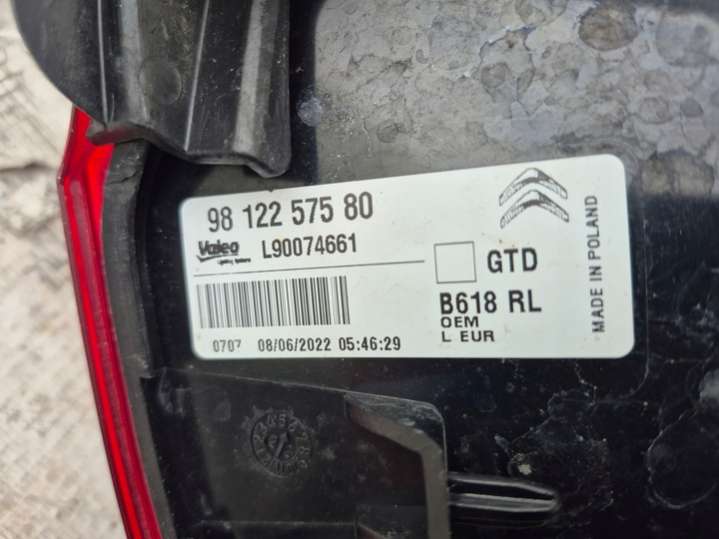 98 122 575 80
Valeo
L90074661
GTD
B618 RL
OEM
L EUR
0707 08/06/2022 05:46:29
MADE IN POLAND